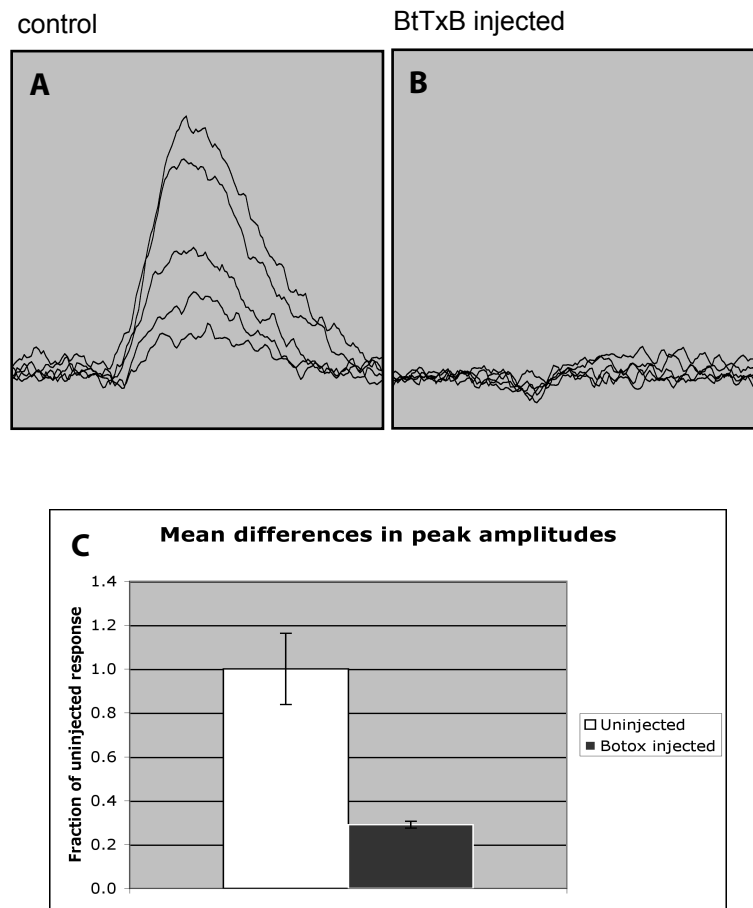 control
BtTxB injected
A
B
C
Mean differences in peak amplitudes
Fraction of uninjected response
1.4
1.2
1.0
0.8
0.6
0.4
0.2
0.0
Uninjected
Botox injected